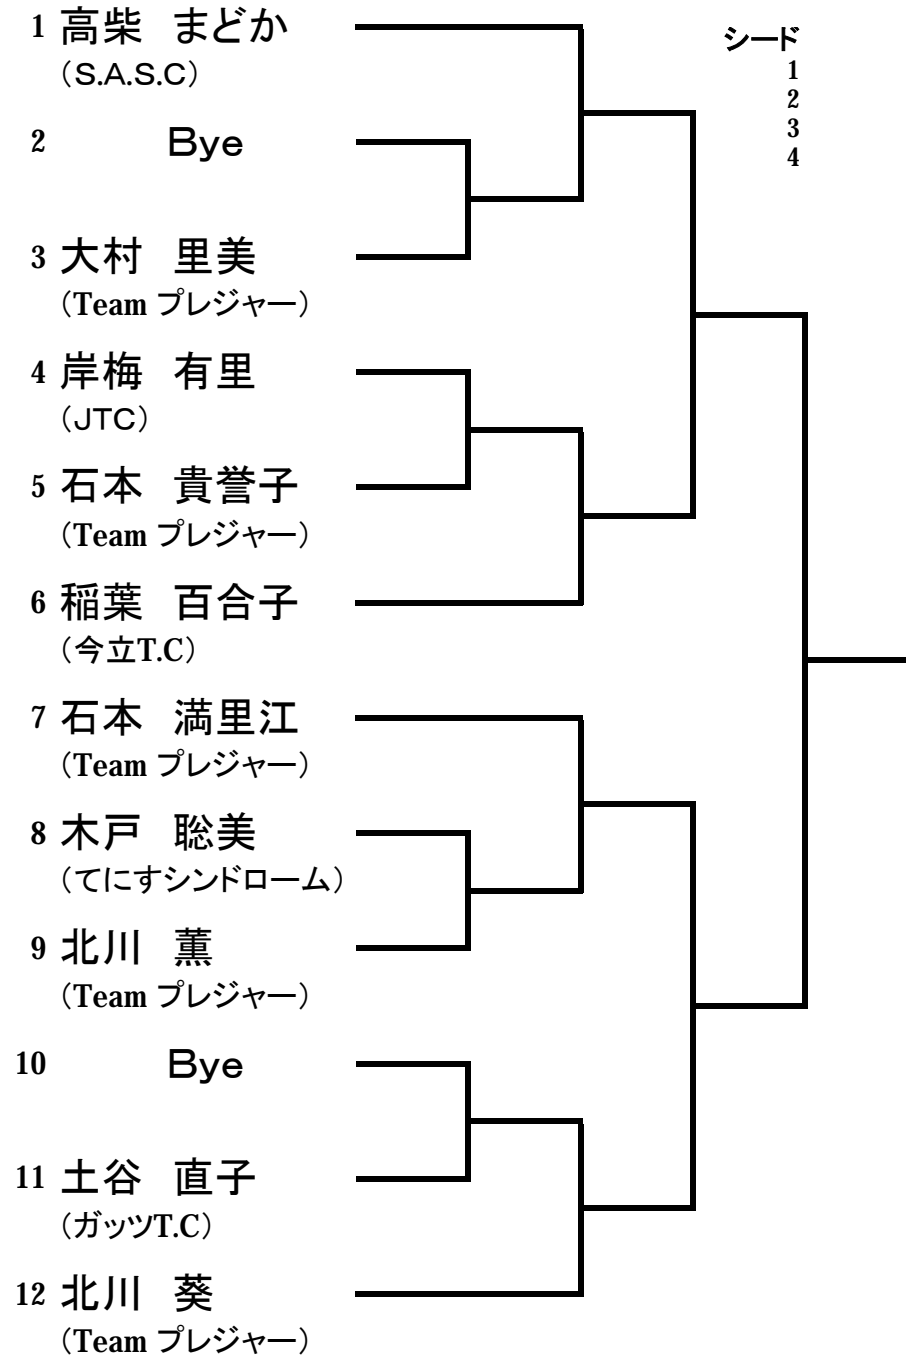 1 高柴 まどか
（S.A.S.C）
2 Bye
3 大村 里美
（Team プレジャー）
4 岸梅 有里
（JTC）
5 石本 貴誉子
（Team プレジャー）
6 稲葉 百合子
（今立T.C）
7 石本 満里江
（Team プレジャー）
8 木戸 聡美
（てにすシンドローム）
9 北川 薫
（Team プレジャー）
10 Bye
11 土谷 直子
（ガッツT.C）
12 北川 葵
（Team プレジャー）
シード
1
2
3
4